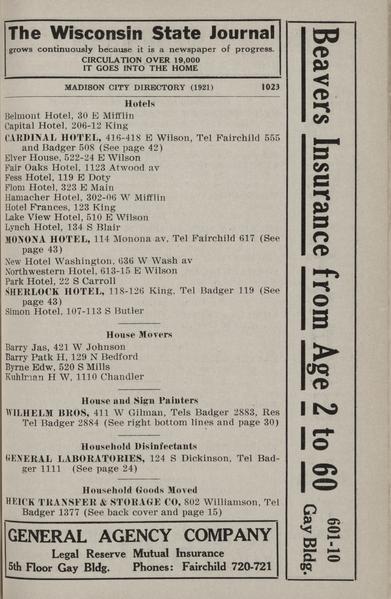 The Wisconsin State Journal
grows continuously because it is a newspaper of progress.
CIRCULATION OVER 19,000
IT GOES INTO THE HOME
MADISON CITY DIRECTORY (1921) 1023
Hotels
Belmont Hotel, 30 E Mifflin
Capital Hotel, 206-12 King
CARDINAL HOTEL, 416-418 E Wilson, Tel Fairchild 555
and Badger 508 (See page 42)
Elver House, 522-24 E Wilson
Fair Oaks Hotel, 1123 Atwood av
Fess Hotel, 119 E Doty
Flom Hotel, 323 E Main
Hamacher Hotel, 302-06 W Mifflin
Hotel Frances, 123 King
Lake View Hotel, 510 E Wilson
Lynch Hotel, 134 S Blair
MONONA HOTEL, 114 Monona av, Tel Fairchild 617 (See
page 43)
New Hotel Washington, 636 W Wash av
Northwestern Hotel, 613-15 E Wilson
Park Hotel, 22 S Carroll
SHERLOCK HOTEL, 118-126 King, Tel Badger 119 (See
page 43)
Simon Hotel, 107-113 S Butler
House Movers
Barry Jas, 421 W Johnson
Barry Patk H, 129 N Bedford
Byrne Edw, 520 S Mills
Kuhlman H W, 1110 Chandler
House and Sign Painters
WILHELM BROS, 411 W Gilman, Tels Badger 2883, Res
Tel Badger 2884 (See right bottom lines and page 30)
Household Disinfectants
GENERAL LABORATORIES, 124 S Dickinson, Tel Bad-
ger 1111 (See page 24)
Household Goods Moved
HEICK TRANSFER & STORAGE CO, 802 Williamson, Tel
Badger 1377 (See back cover and page 15)
GENERAL AGENCY COMPANY
Legal Reserve Mutual Insurance
5th Floor Gay Bldg. Phones: Fairchild 720-721
Beavers Insurance from Age 2 to 60
601-10
Gay Bldg.